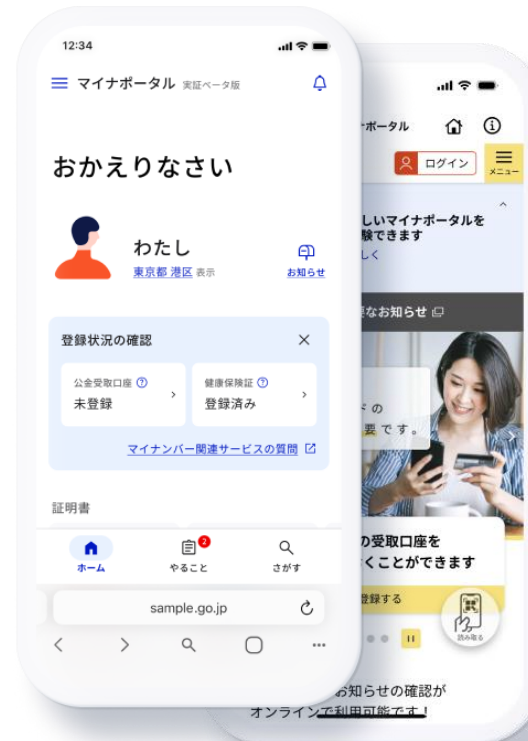 12:34
マイナポータル 実証ベータ版
おかえりなさい
わたし
東京都 港区 表示
お知らせ
登録状況の確認
公金受取口座
未登録
健康保険証
登録済み
マイナンバー関連サービスの質問
証明書
2
ホーム
やること
さがす
sample.go.jp
ポータル
ログイン
メニュー
しいマイナポータルを
験できます
しく
なお知らせ
ドの
要です。
の受取口座を
くことができます
登録する
読み取る
お知らせの確認が
オンラインで利用可能です!